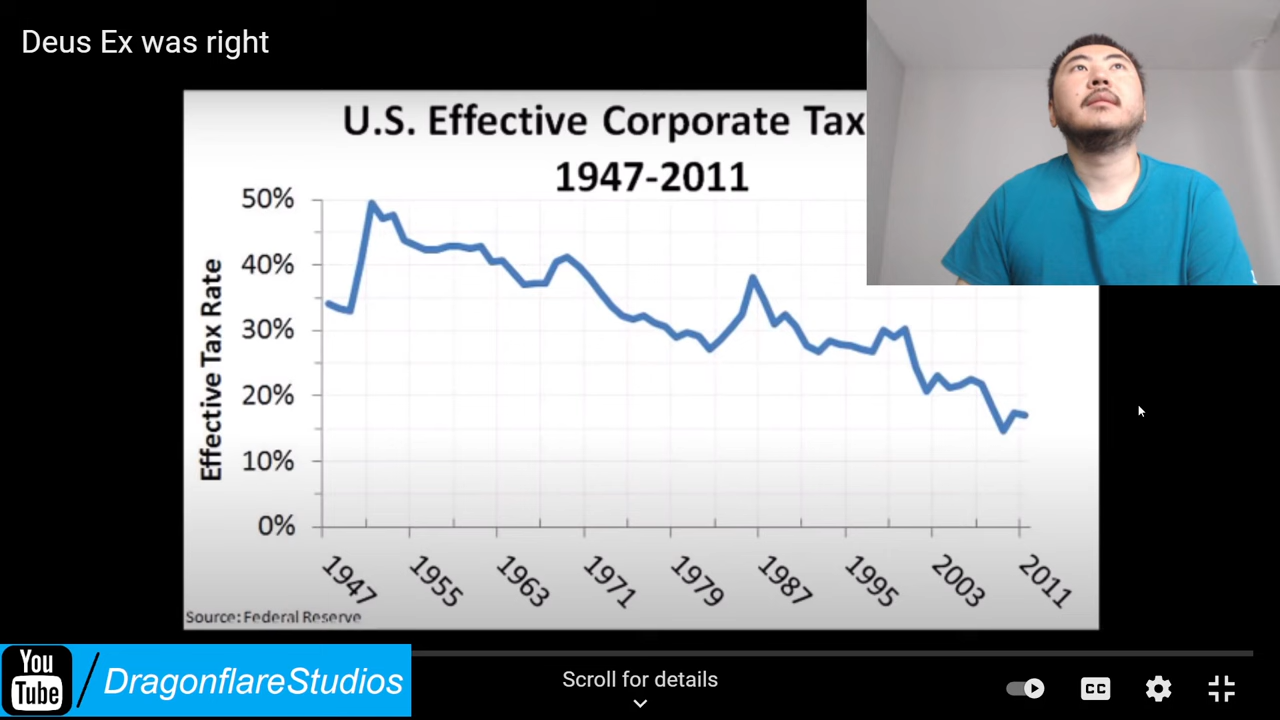 Deus Ex was right
U.S. Effective Corporate Tax
1947-2011
50%
40%
30%
20%
10%
0%
Effective Tax Rate
1947
1955
1963
1971
1979
1987
1995
2003
2011
Source: Federal Reserve
You
Tube
/ DragonflareStudios
Scroll for details
CC